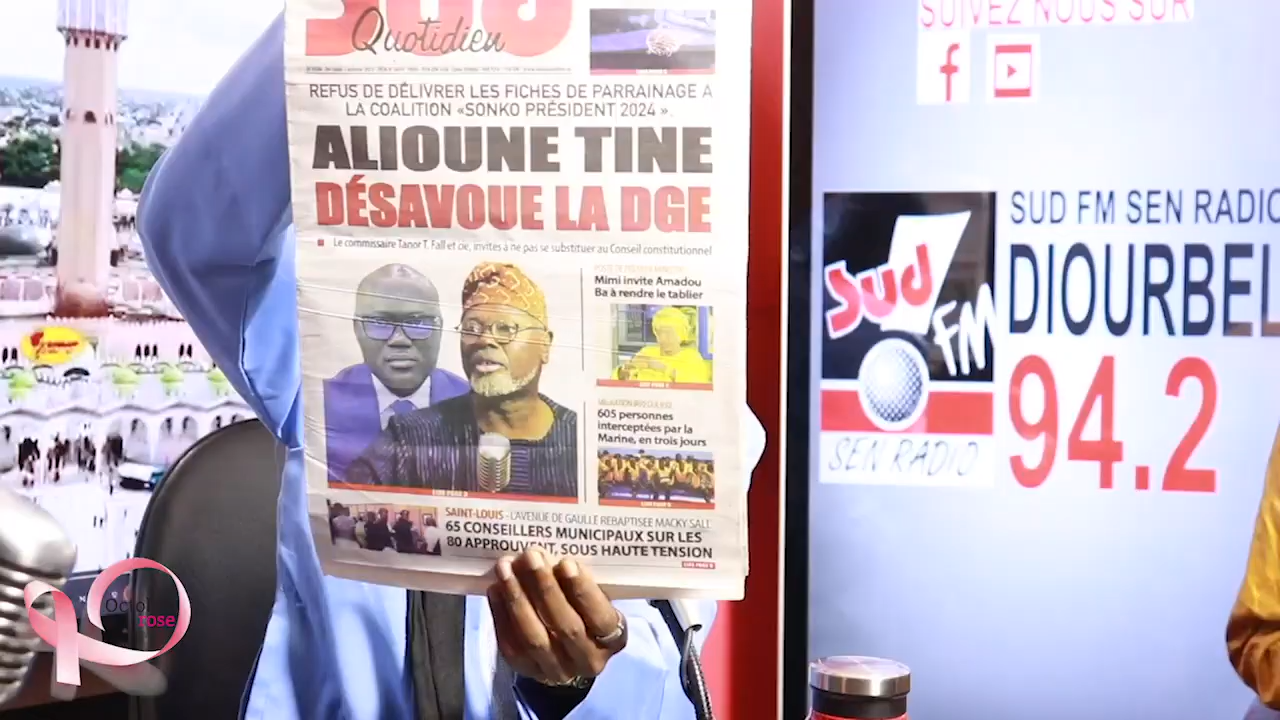 SUD
Quotidien
REFUS DE DÉLIVRER LES FICHES DE PARRAINAGE A
LA COALITION «SONKO PRÉSIDENT 2024 ».
ALIOUNE TINE
DÉSAVOUE LA DGE
Le commissaire Tanor T. Fall et cie, invités à ne pas se substituer au Conseil constitutionnel
Mimi invite Amadou
Ba à rendre le tablier
605 personnes
interceptées par la
Marine, en trois jours
SAINT-LOUIS - L'AVENUE DE GAULLE REBAPTISEE MACKY SALL
65 CONSEILLERS MUNICIPAUX SUR LES
80 APPROUVENT, SOUS HAUTE TENSION
SUIVEZ NOUS SUR
Sud
FM
SEN RADIO
SUD FM SEN RADIO
DIOURBEL
94.2
Octo
rose